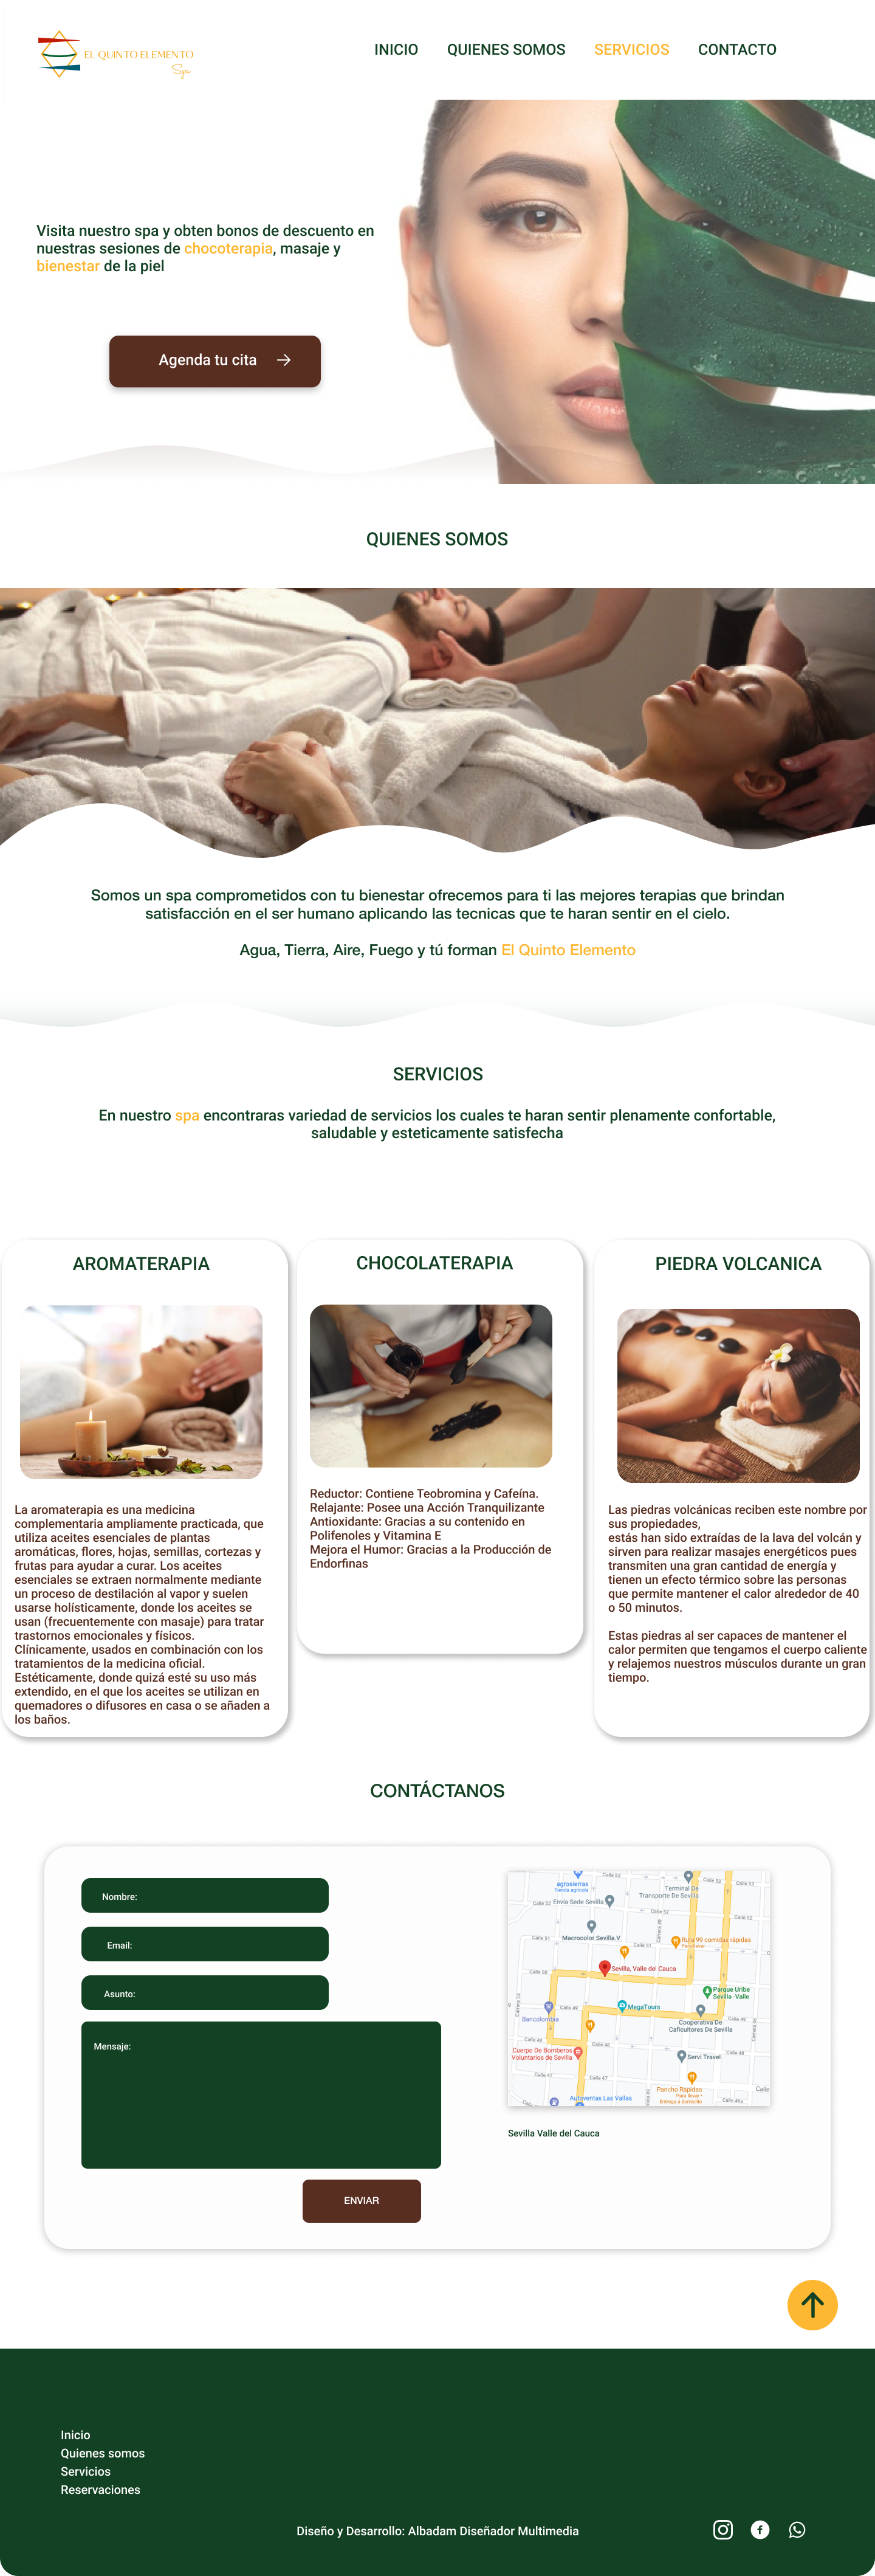 EL QUINTO ELEMENTO
Spa
INICIO QUIENES SOMOS SERVICIOS CONTACTO
Visita nuestro spa y obten bonos de descuento en
nuestras sesiones de chocoterapia, masaje y
bienestar de la piel
Agenda tu cita
QUIENES SOMOS
Somos un spa comprometidos con tu bienestar ofrecemos para ti las mejores terapias que brindan
satisfacción en el ser humano aplicando las tecnicas que te haran sentir en el cielo.
Agua, Tierra, Aire, Fuego y tú forman El Quinto Elemento
SERVICIOS
En nuestro spa encontraras variedad de servicios los cuales te haran sentir plenamente confortable,
saludable y esteticamente satisfecha
AROMATERAPIA
La aromaterapia es una medicina
complementaria ampliamente practicada, que
utiliza aceites esenciales de plantas
aromáticas, flores, hojas, semillas, cortezas y
frutas para ayudar a curar. Los aceites
esenciales se extraen normalmente mediante
un proceso de destilación al vapor y suelen
usarse holísticamente, donde los aceites se
usan (frecuentemente con masaje) para tratar
trastornos emocionales y físicos.
Clínicamente, usados en combinación con los
tratamientos de la medicina oficial.
Estéticamente, donde quizá esté su uso más
extendido, en el que los aceites se utilizan en
quemadores o difusores en casa o se añaden a
los baños.
CHOCOLATERAPIA
Reductor: Contiene Teobromina y Cafeína.
Relajante: Posee una Acción Tranquilizante
Antioxidante: Gracias a su contenido en
Polifenoles y Vitamina E
Mejora el Humor: Gracias a la Producción de
Endorfinas
PIEDRA VOLCANICA
Las piedras volcánicas reciben este nombre por
sus propiedades,
estás han sido extraídas de la lava del volcán y
sirven para realizar masajes energéticos pues
transmiten una gran cantidad de energía y
tienen un efecto térmico sobre las personas
que permite mantener el calor alrededor de 40
o 50 minutos.
Estas piedras al ser capaces de mantener el
calor permiten que tengamos el cuerpo caliente
y relajemos nuestros músculos durante un gran
tiempo.
CONTÁCTANOS
Nombre:
Email:
Asunto:
Mensaje:
ENVIAR
agrosierras
Tienda agrícola
Terminal De
Transporte De Sevilla
Envia Sede Sevilla
Macrocolor Sevilla.V
Ruta 99 comidas rápidas
Para llevar
Sevilla, Valle del Cauca
Parque Uribe
Sevilla -Valle
MegaTours
Bancolombia
Cooperativa De
Caficultores De Sevilla
Cuerpo De Bomberos
Voluntarios de Sevilla
Servi Travel
Pancho Rapidas
Para llevar -
Entrega a domicilio
Autoventas Las Vallas
Sevilla Valle del Cauca
Inicio
Quienes somos
Servicios
Reservaciones
Diseño y Desarrollo: Albadam Diseñador Multimedia